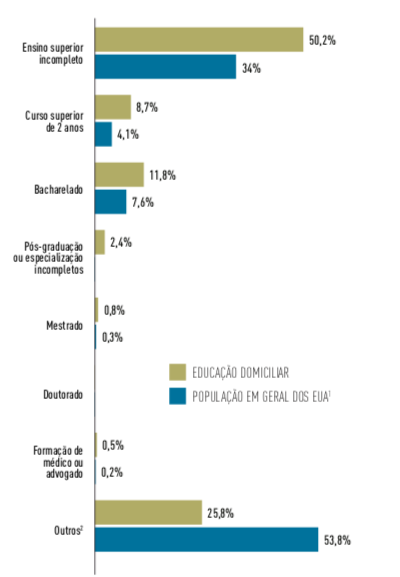 Ensino superior
incompleto
50,2%
34%
Curso superior
de 2 anos
8,7%
4,1%
Bacharelado
11,8%
7,6%
Pós-graduação
ou especialização
incompletos
2,4%
Mestrado
0,8%
0,3%
EDUCAÇÃO DOMICILIAR
POPULAÇÃO EM GERAL DOS EUA¹
Doutorado
Formação de
médico ou
advogado
0,5%
0,2%
Outros²
25,8%
53,8%